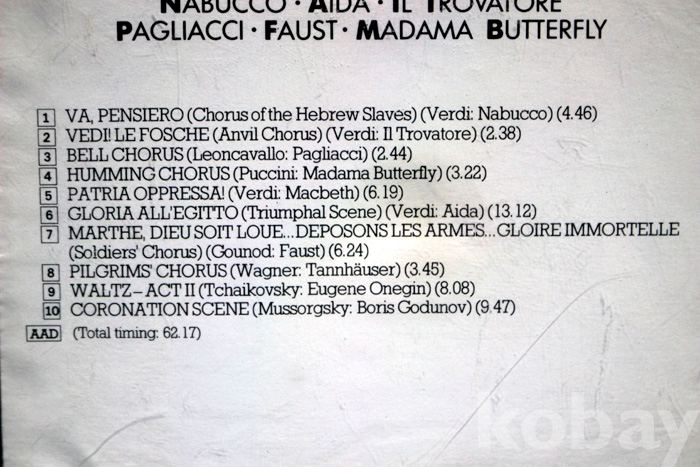 NABUCCO · AIDA · IL TROVATORE
PAGLIACCI · FAUST · MADAMA BUTTERFLY
1 VA, PENSIERO (Chorus of the Hebrew Slaves) (Verdi: Nabucco) (4.46)
2 VEDI! LE FOSCHE (Anvil Chorus) (Verdi: Il Trovatore) (2.38)
3 BELL CHORUS (Leoncavallo: Pagliacci) (2.44)
4 HUMMING CHORUS (Puccini: Madama Butterfly) (3.22)
5 PATRIA OPPRESSA! (Verdi: Macbeth) (6.19)
6 GLORIA ALL'EGITTO (Triumphal Scene) (Verdi: Aida) (13.12)
7 MARTHE, DIEU SOIT LOUE...DEPOSONS LES ARMES...GLOIRE IMMORTELLE
(Soldiers' Chorus) (Gounod: Faust) (6.24)
8 PILGRIMS' CHORUS (Wagner: Tannhäuser) (3.45)
9 WALTZ – ACT II (Tchaikovsky: Eugene Onegin) (8.08)
10 CORONATION SCENE (Mussorgsky: Boris Godunov) (9.47)
AAD (Total timing: 62.17)
kobay